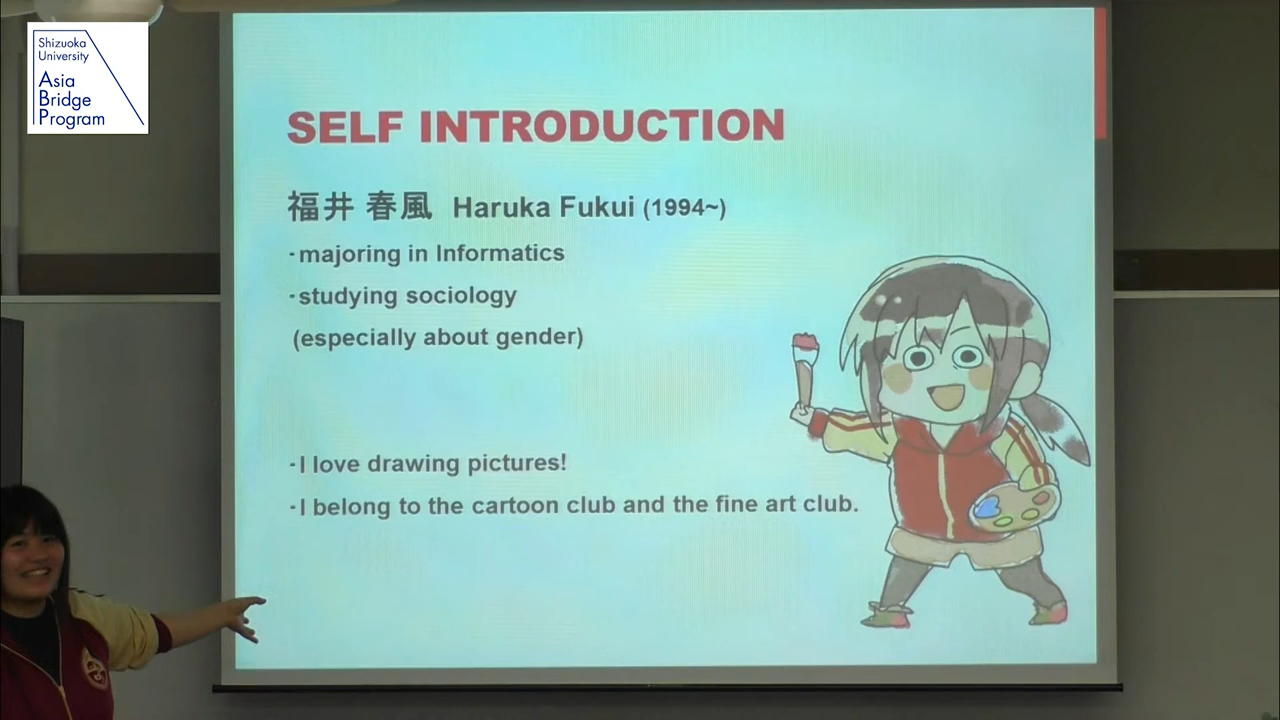 Shizuoka
University
Asia
Bridge
Program
SELF INTRODUCTION
福井 春風 Haruka Fukui (1994~)
・majoring in Informatics
・studying sociology
(especially about gender)
・I love drawing pictures!
・I belong to the cartoon club and the fine art club.